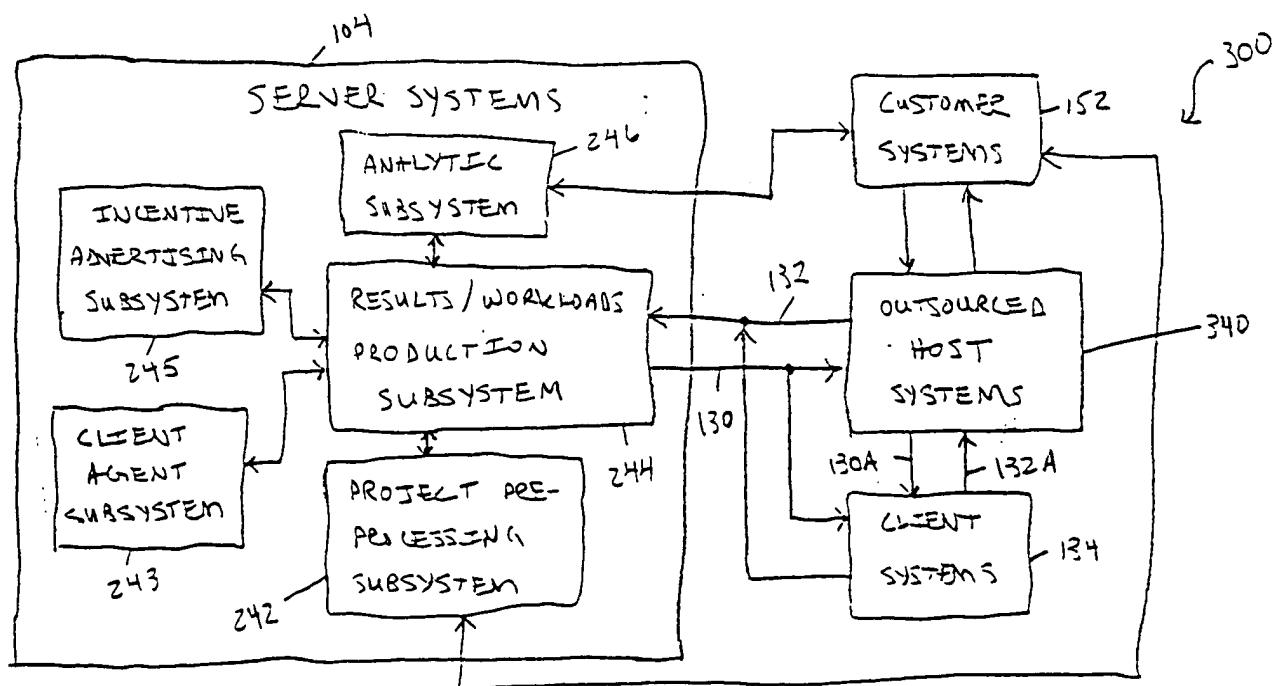 104
SERVER SYSTEMS
300
CUSTOMER
SYSTEMS
152
246
ANALYTIC
SUBSYSTEM
INCENTIVE
ADVERTISING
SUBSYSTEM
245
RESULTS/WORKLOADS
PRODUCTION
SUBSYSTEM
244
132
130
OUTSOURCED
HOST
SYSTEMS
340
CLIENT
AGENT
SUBSYSTEM
243
PROJECT PRE-
PROCESSING
SUBSYSTEM
242
130A
132A
CLIENT
SYSTEMS
134